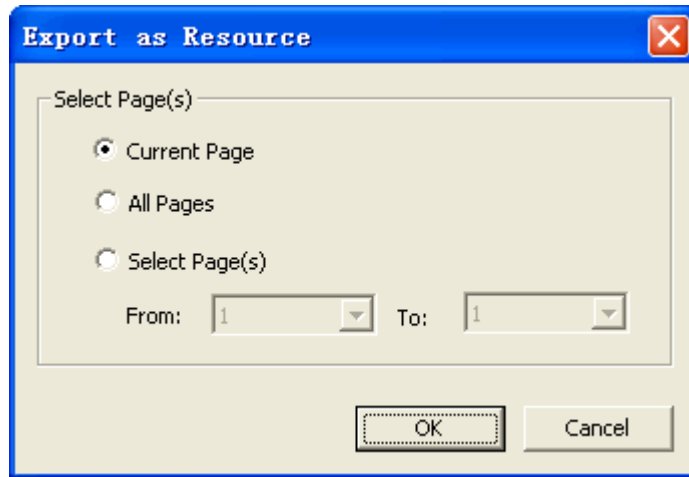 Export as Resource
Select Page(s)
Current Page
All Pages
Select Page(s)
From: 1 To: 1
OK Cancel